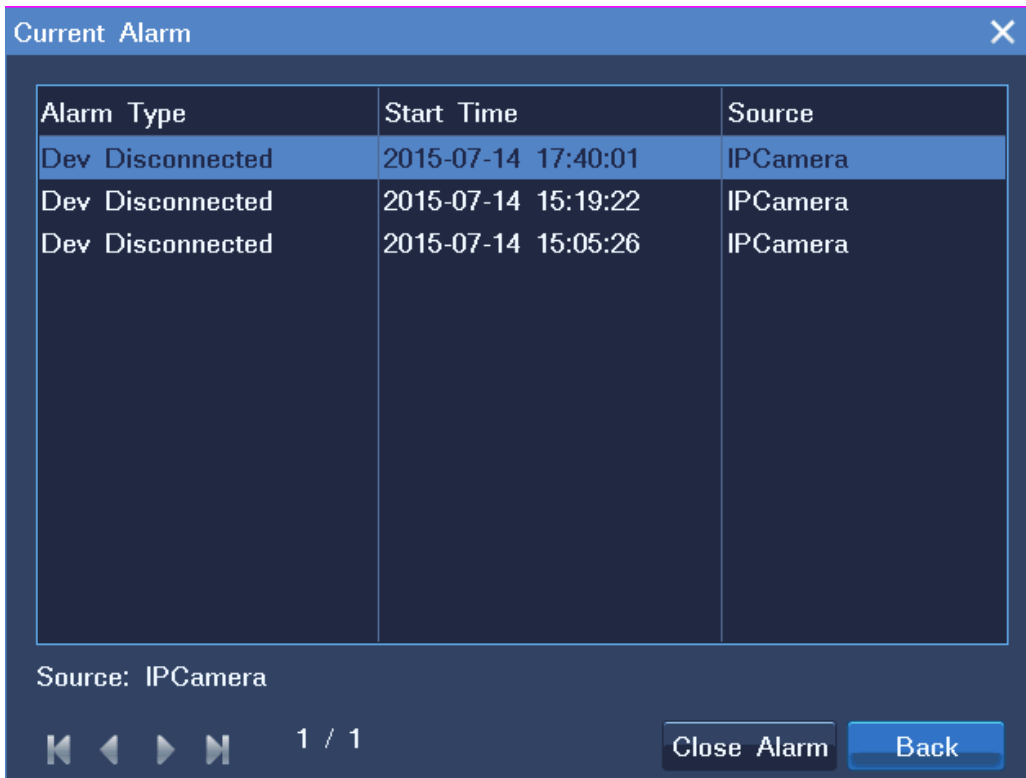 Current Alarm
Alarm Type Start Time Source
Dev Disconnected 2015-07-14 17:40:01 IPCamera
Dev Disconnected 2015-07-14 15:19:22 IPCamera
Dev Disconnected 2015-07-14 15:05:26 IPCamera
Source: IPCamera
1 / 1 Close Alarm Back